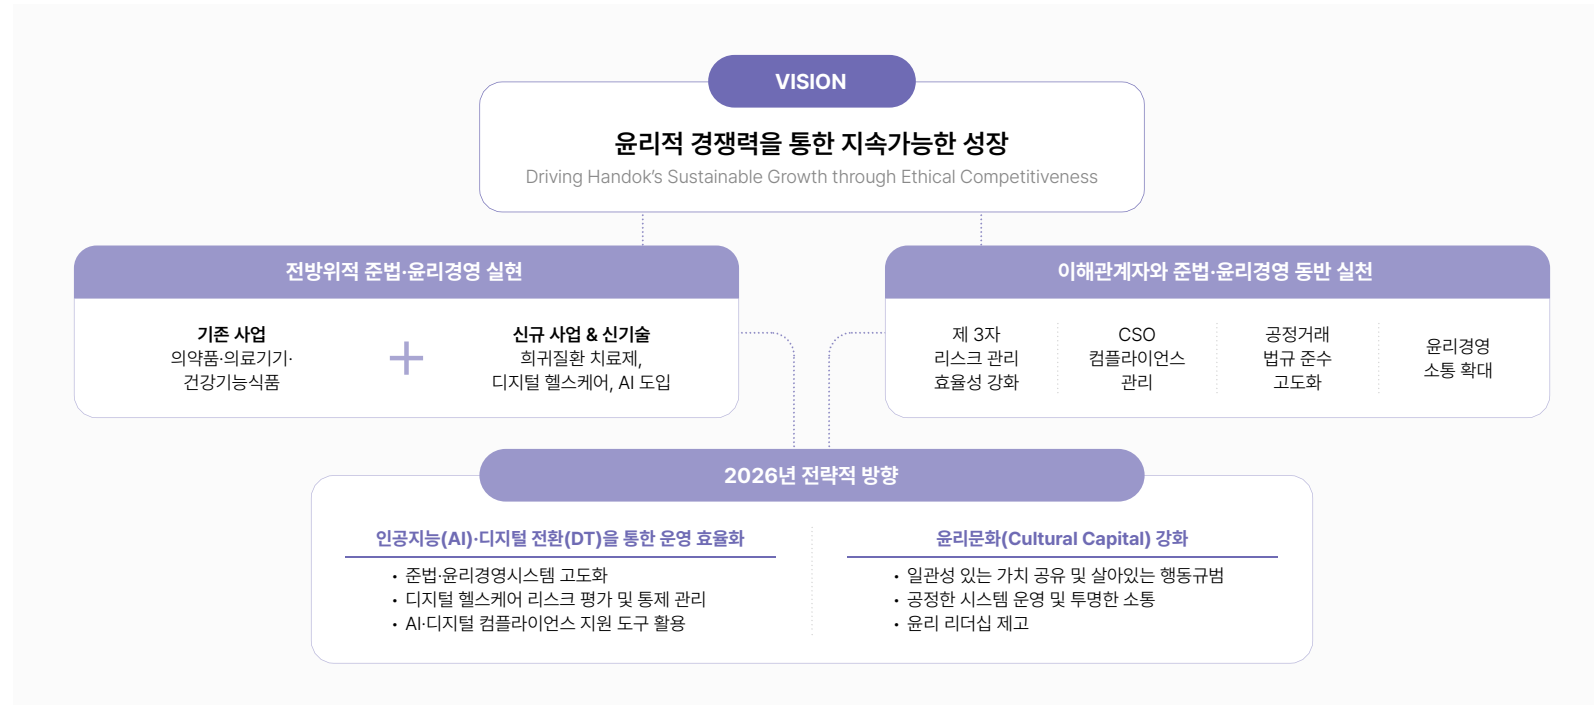 VISION
윤리적 경쟁력을 통한 지속가능한 성장
Driving Handok's Sustainable Growth through Ethical Competitiveness
전방위적 준법·윤리경영 실현
기존 사업
의약품·의료기기·
건강기능식품
+
신규 사업 & 신기술
희귀질환 치료제,
디지털 헬스케어, AI 도입
이해관계자와 준법·윤리경영 동반 실천
제 3자
리스크 관리
효율성 강화
CSO
컴플라이언스
관리
공정거래
법규 준수
고도화
윤리경영
소통 확대
2026년 전략적 방향
인공지능(AI)·디지털 전환(DT)을 통한 운영 효율화
• 준법·윤리경영시스템 고도화
• 디지털 헬스케어 리스크 평가 및 통제 관리
• AI·디지털 컴플라이언스 지원 도구 활용
윤리문화(Cultural Capital) 강화
• 일관성 있는 가치 공유 및 살아있는 행동규범
• 공정한 시스템 운영 및 투명한 소통
• 윤리 리더십 제고